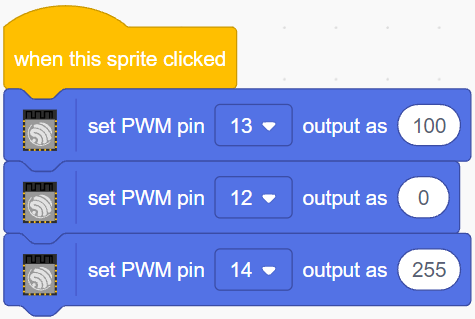 when this sprite clicked
set PWM pin 13 output as 100
set PWM pin 12 output as 0
set PWM pin 14 output as 255